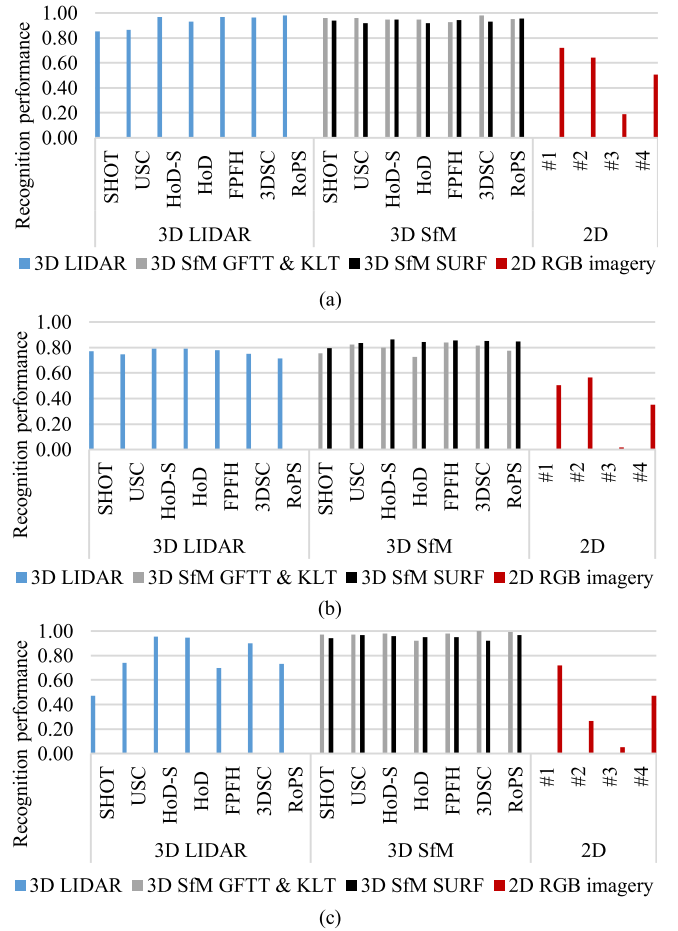 Recognition performance
1.00
0.80
0.60
0.40
0.20
0.00
SHOT USC HoD-S HoD FPFH 3DSC RoPS SHOT USC HoD-S HoD FPFH 3DSC RoPS #1 #2 #3 #4
3D LIDAR 3D SfM 2D
3D LIDAR 3D SfM GFTT & KLT 3D SfM SURF 2D RGB imagery
(a)
Recognition performance
1.00
0.80
0.60
0.40
0.20
0.00
SHOT USC HoD-S HoD FPFH 3DSC RoPS SHOT USC HoD-S HoD FPFH 3DSC RoPS #1 #2 #3 #4
3D LIDAR 3D SfM 2D
3D LIDAR 3D SfM GFTT & KLT 3D SfM SURF 2D RGB imagery
(b)
Recognition performance
1.00
0.80
0.60
0.40
0.20
0.00
SHOT USC HoD-S HoD FPFH 3DSC RoPS SHOT USC HoD-S HoD FPFH 3DSC RoPS #1 #2 #3 #4
3D LIDAR 3D SfM 2D
3D LIDAR 3D SfM GFTT & KLT 3D SfM SURF 2D RGB imagery
(c)